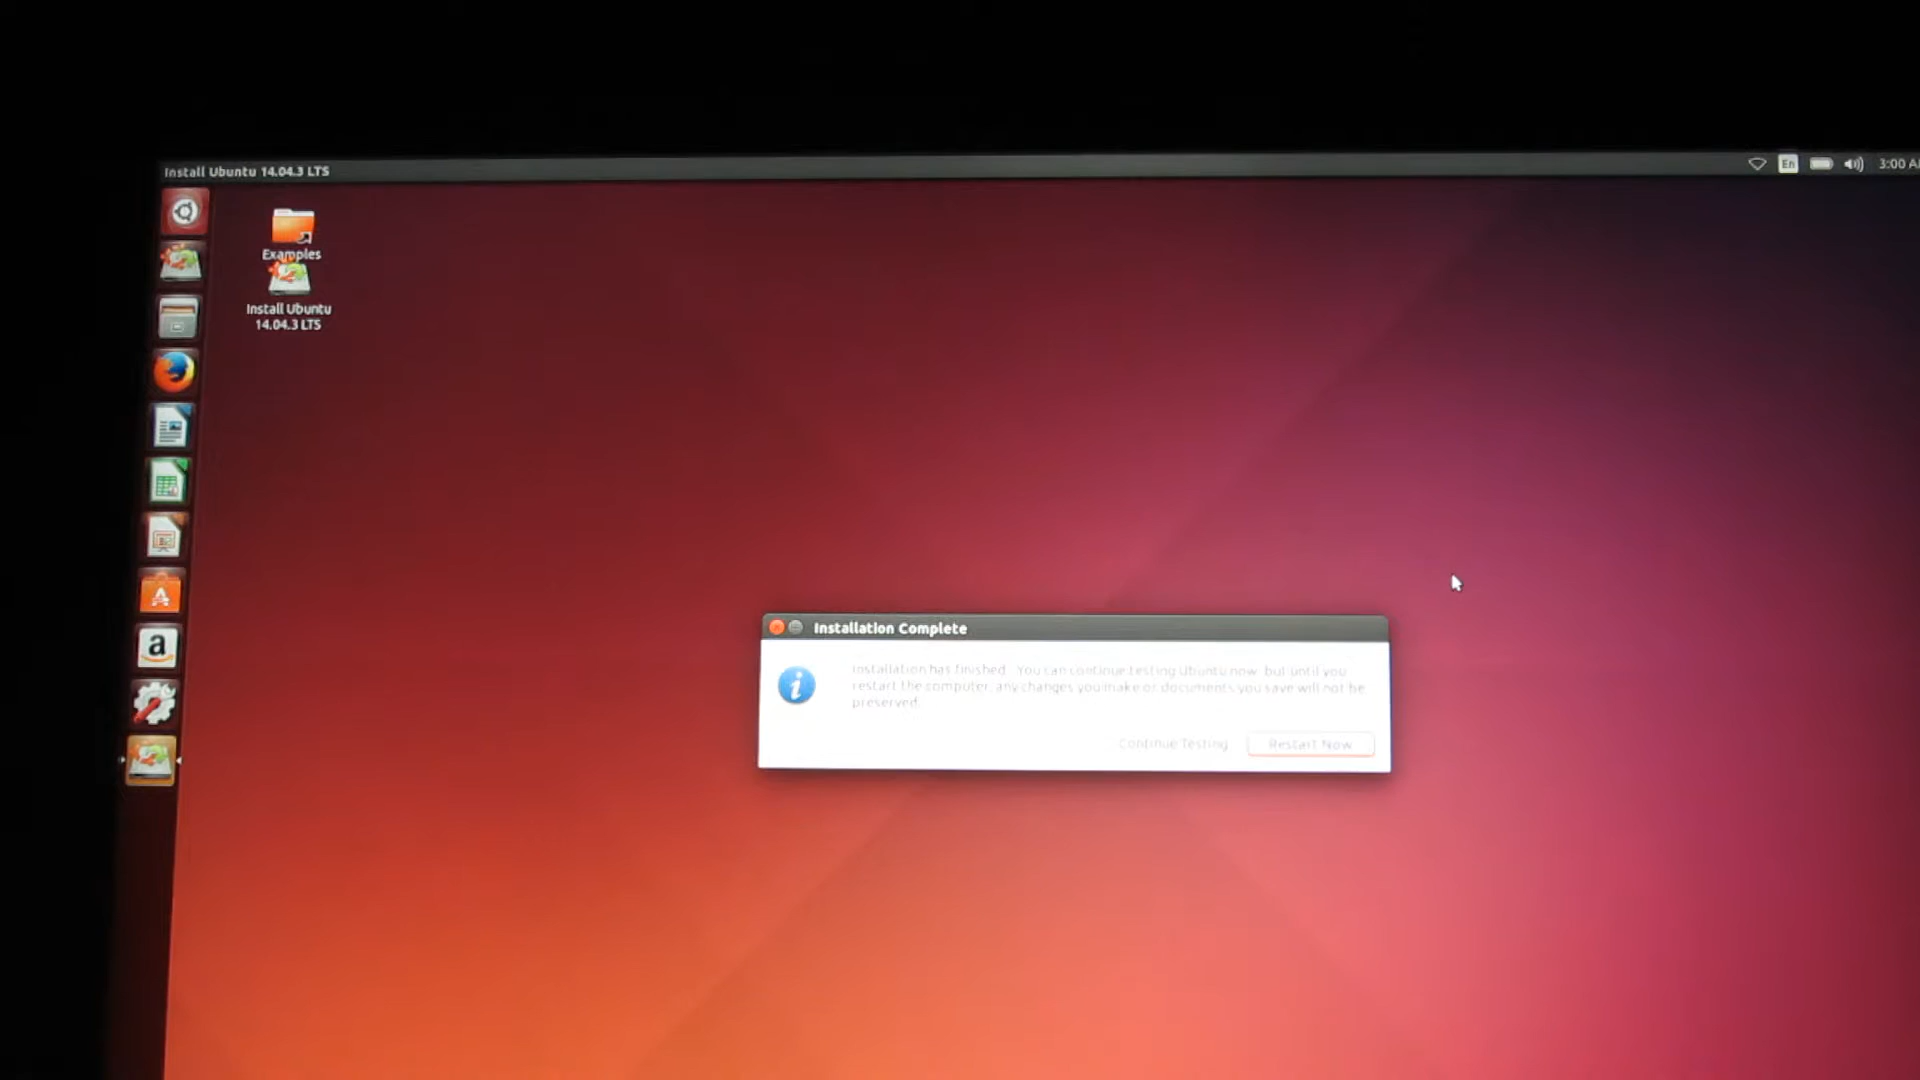 Install Ubuntu 14.04.3 LTS
En
3:00 A
Examples
Install Ubuntu
14.04.3 LTS
a
Installation Complete
Installation has finished. You can continue testing Ubuntu now, but until you
restart the computer, any changes you make or documents you save will not be
preserved.
Continue Testing
Restart Now